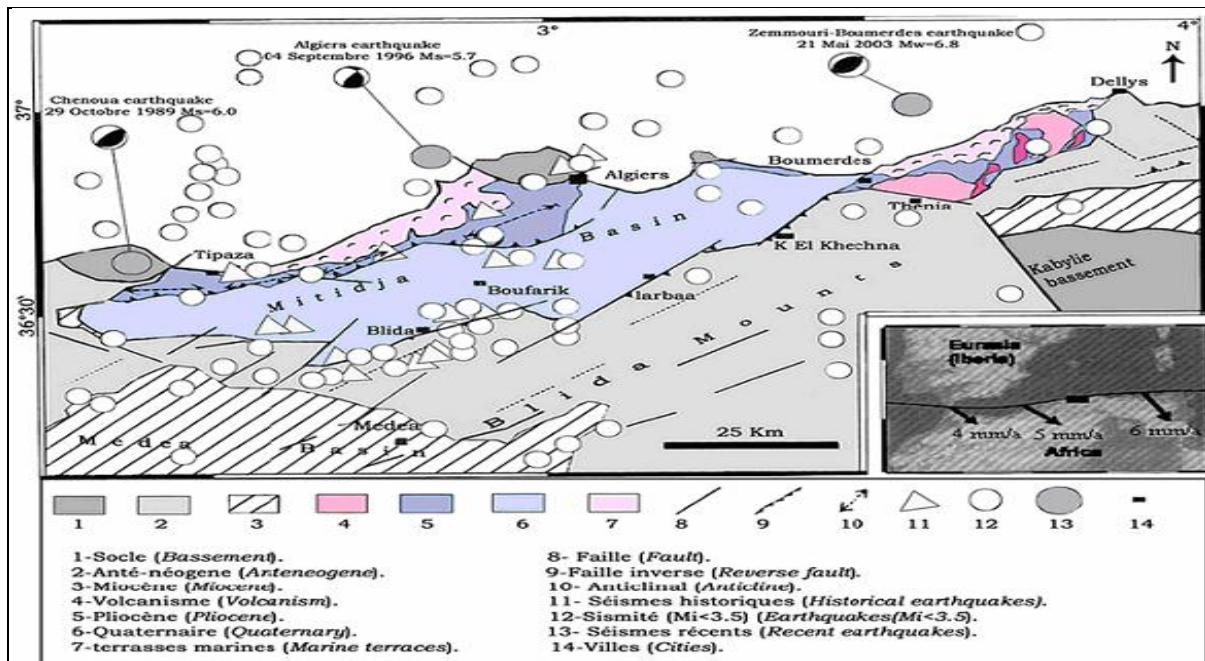 3°
4°
Algiers earthquake
04 Septembre 1996 Ms=5.7
Zemmouri-Boumerdes earthquake
21 Mai 2003 Mw=6.8
N
Dellys
Chenoua earthquake
29 Octobre 1989 Ms=6.0
37°
Boumerdes
Algiers
Thenia
Tipaza
K El Khechna
Kabylie
bassement
Mitidja Basin
Boufarik
larbaa
36°30
Blida
Blida Mounts
Eurasia
(Iberia)
Medea
Medea
Basin
25 Km
4 mm/a
5 mm/a
6 mm/a
Africa
1 2 3 4 5 6 7 8 9 10 11 12 13 14
1-Socle (Bassement).
2-Anté-néogene (Anteneogene).
3-Miocène (Miocene).
4-Volcanisme (Volcanism).
5-Pliocène (Pliocene).
6-Quaternaire (Quaternary).
7-terrasses marines (Marine terraces).
8- Faille (Fault).
9-Faille inverse (Reverse fault).
10- Anticlinal (Anticline).
11- Séismes historiques (Historical earthquakes).
12-Sismité (Mi<3.5) (Earthquakes(Mi<3.5).
13- Séismes récents (Recent earthquakes).
14-Villes (Cities).